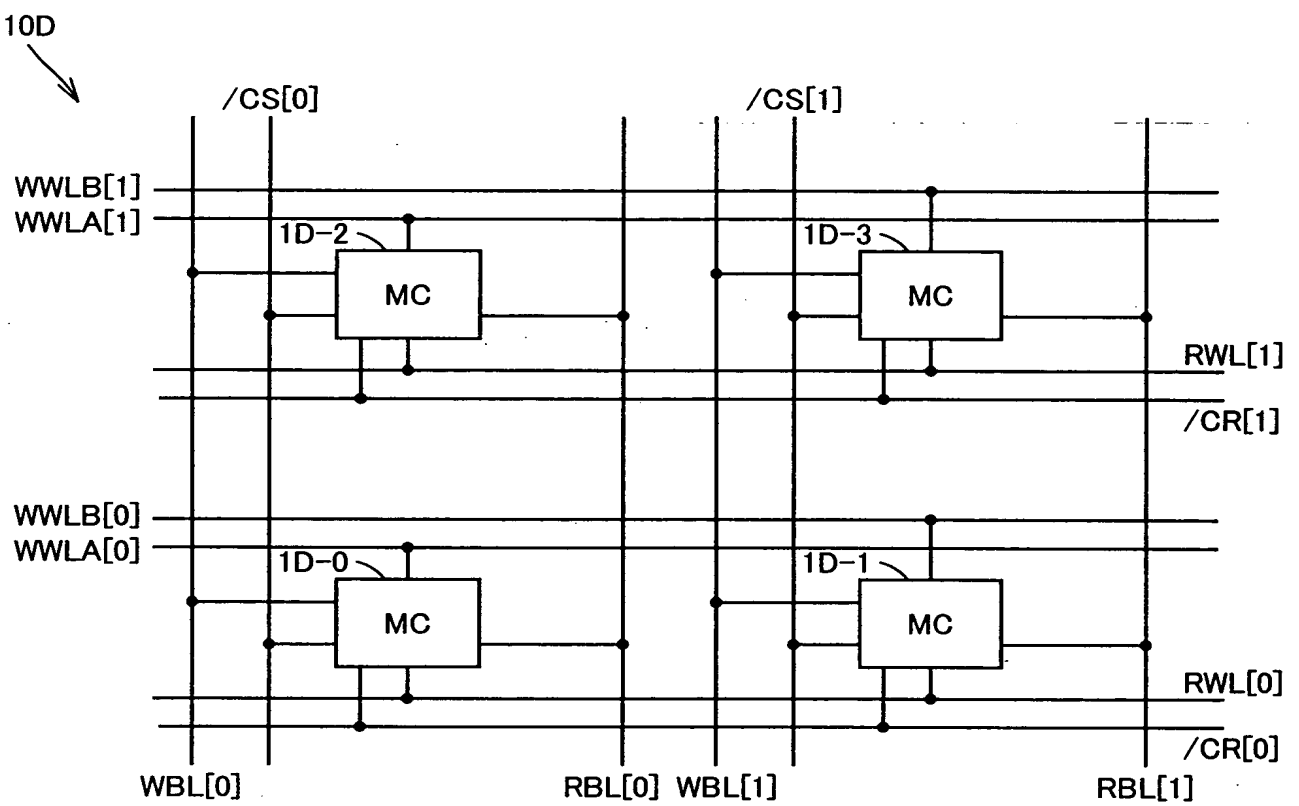 10D
/CS[0]
/CS[1]
WWLB[1]
WWLA[1]
1D-2
1D-3
MC
MC
RWL[1]
/CR[1]
WWLB[0]
WWLA[0]
1D-0
1D-1
MC
MC
RWL[0]
/CR[0]
WBL[0]
RBL[0]
WBL[1]
RBL[1]